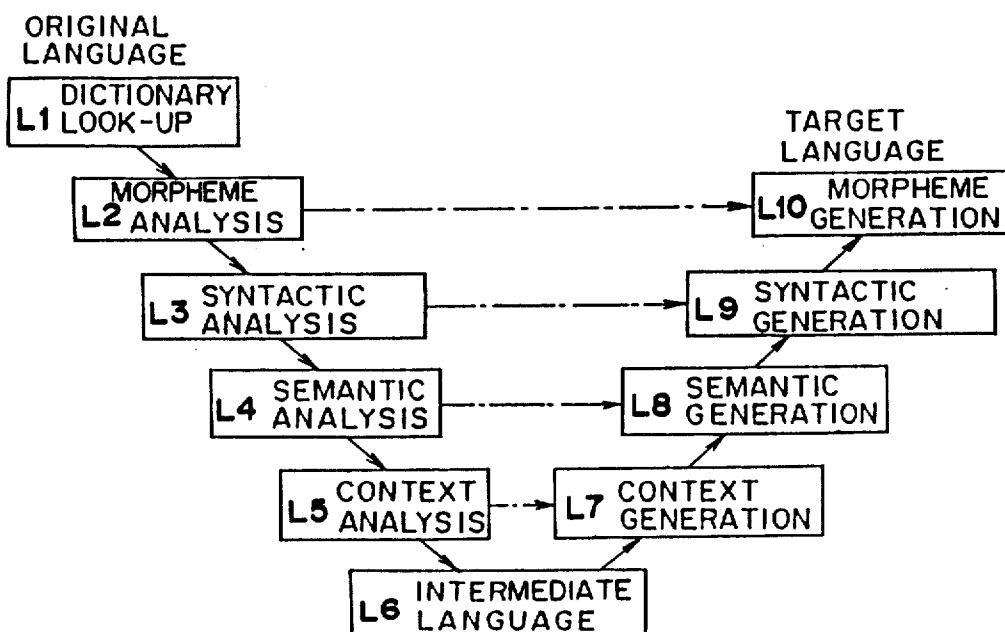 ORIGINAL
LANGUAGE
L1 DICTIONARY
LOOK-UP
TARGET
LANGUAGE
L2 MORPHEME
ANALYSIS
L10 MORPHEME
GENERATION
L3 SYNTACTIC
ANALYSIS
L9 SYNTACTIC
GENERATION
L4 SEMANTIC
ANALYSIS
L8 SEMANTIC
GENERATION
L5 CONTEXT
ANALYSIS
L7 CONTEXT
GENERATION
L6 INTERMEDIATE
LANGUAGE